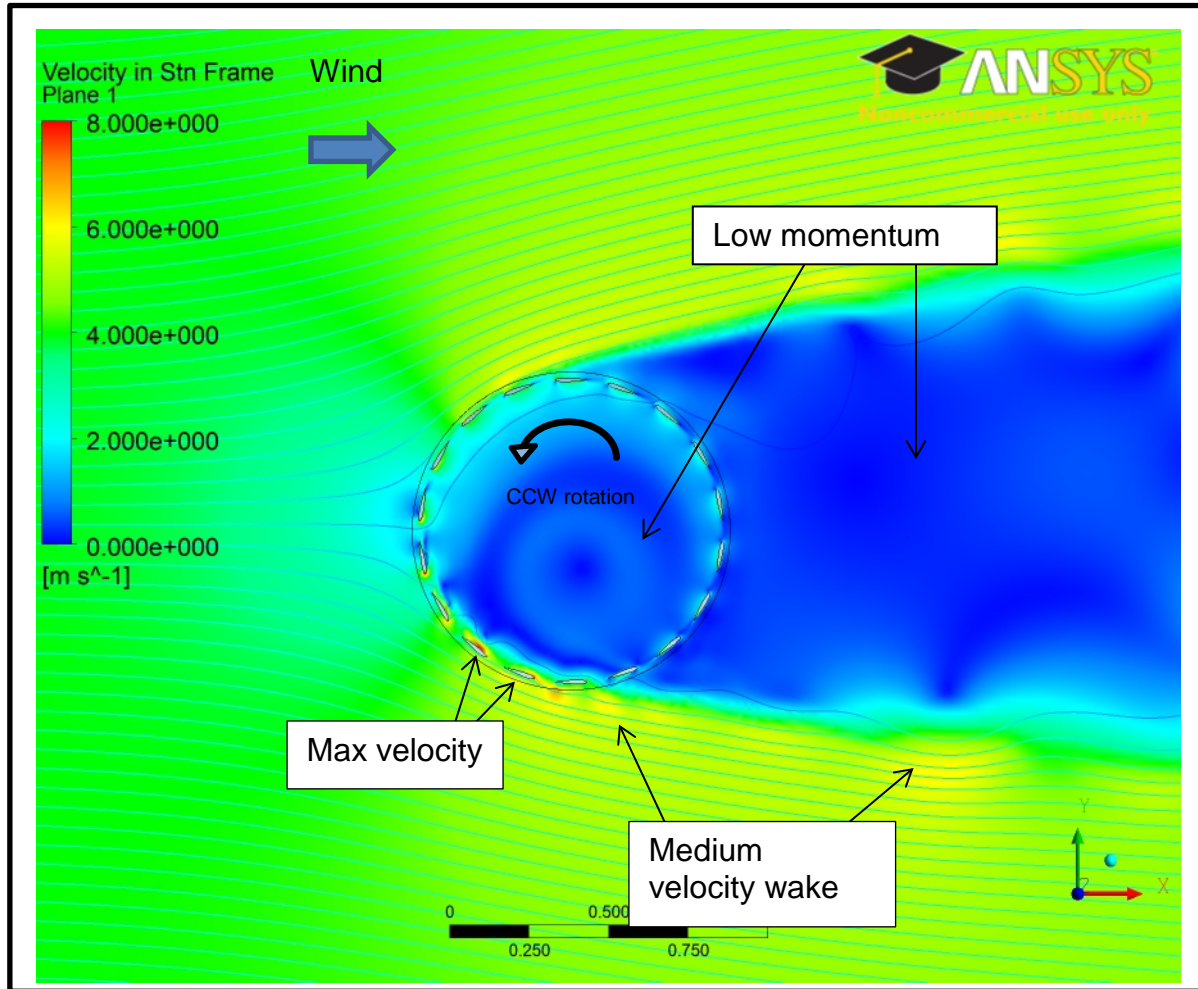 Velocity in Stn Frame
Plane 1
Wind
ANSYS
Noncommercial use only
8.000e+000
6.000e+000
4.000e+000
2.000e+000
0.000e+000
[m s^-1]
Low momentum
CCW rotation
Max velocity
Medium
velocity wake
0
0.500
0.250
0.750
Y
Z
X